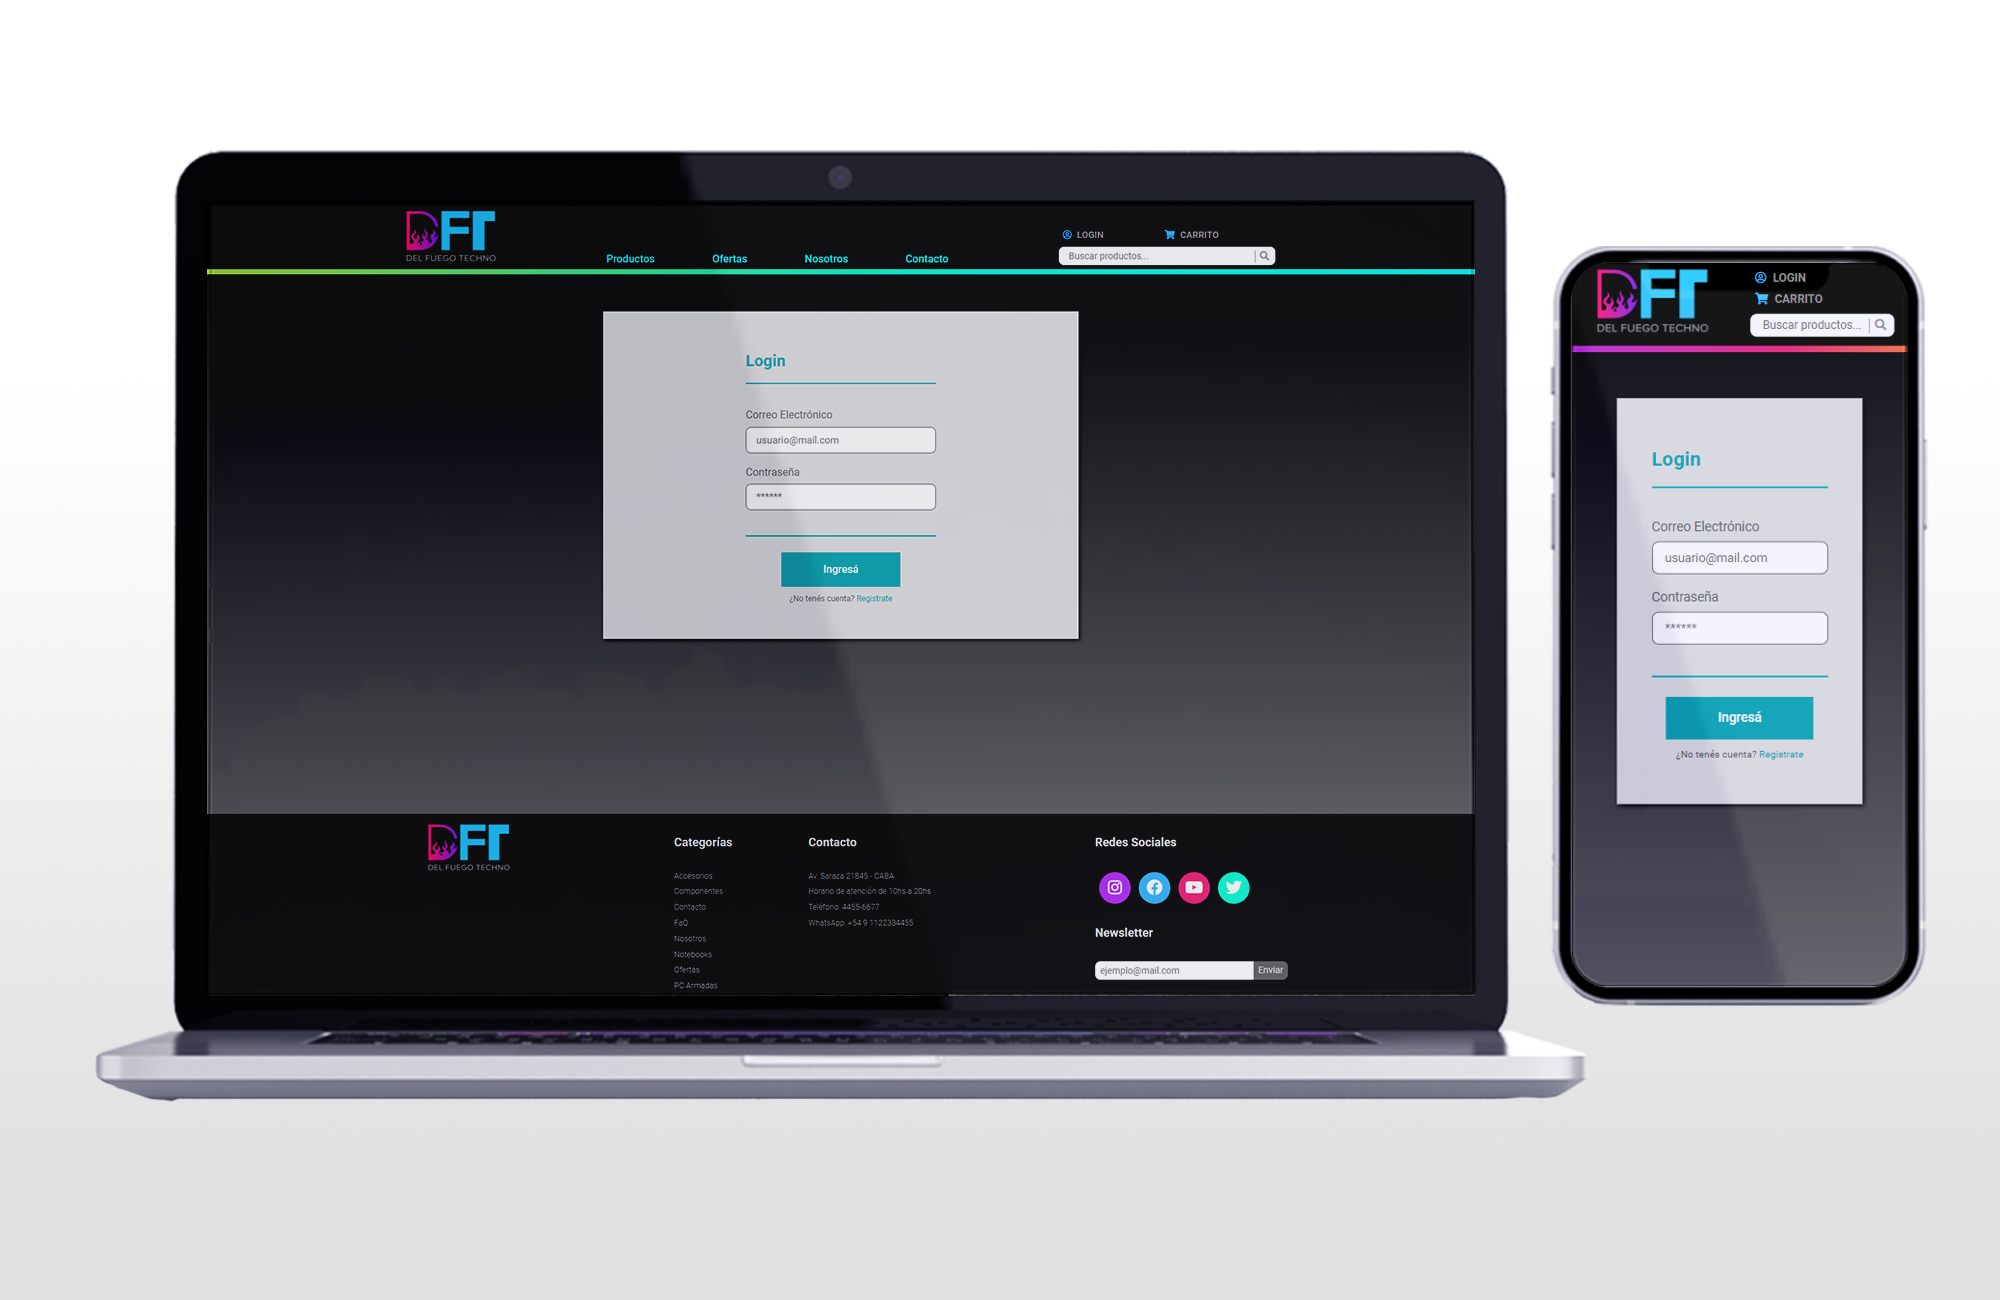 DFT
DEL FUEGO TECHNO
Productos
Ofertas
Nosotros
Contacto
LOGIN
CARRITO
Buscar productos...
Login
Correo Electrónico
usuario@mail.com
Contraseña
******
Ingresá
¿No tenés cuenta? Registrate
DFT
DEL FUEGO TECHNO
Categorías
Accesorios
Componentes
Contacto
FaQ
Nosotros
Notebooks
Ofertas
PC Armadas
Contacto
Av. Saraza 21845 - CABA
Horario de atención de 10hs a 20hs
Teléfono: 4455-6677
WhatsApp: +54 9 1122334455
Redes Sociales
Newsletter
ejemplo@mail.com
Enviar
DFT
DEL FUEGO TECHNO
LOGIN
CARRITO
Buscar productos...
Login
Correo Electrónico
usuario@mail.com
Contraseña
******
Ingresá
¿No tenés cuenta? Registrate